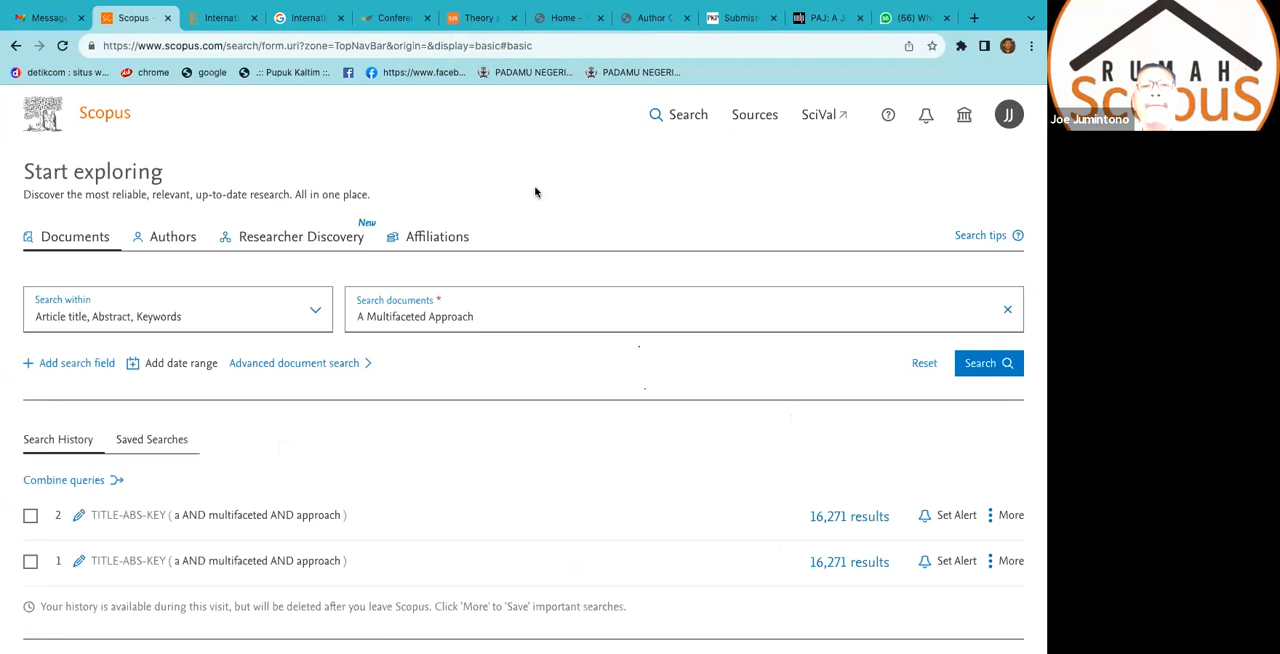 Messag Scopus - Internati Internati Conferen Theory a Home - T Author C Submiss PAJ: A J (66) Wh
https://www.scopus.com/search/form.uri?zone=TopNavBar&origin=&display=basic#basic
detikcom : situs w... chrome google .:: Pupuk Kaltim ::. https://www.faceb... PADAMU NEGERI... PADAMU NEGERI...
RUMAH
Scopus
Joe Jumintono
Scopus
Search Sources SciVal JJ
Start exploring
Discover the most reliable, relevant, up-to-date research. All in one place.
New
Documents Authors Researcher Discovery Affiliations
Search tips
Search within
Article title, Abstract, Keywords
Search documents *
A Multifaceted Approach
Add search field Add date range Advanced document search
Reset Search
Search History Saved Searches
Combine queries
2 TITLE-ABS-KEY ( a AND multifaceted AND approach ) 16,271 results Set Alert More
1 TITLE-ABS-KEY ( a AND multifaceted AND approach ) 16,271 results Set Alert More
Your history is available during this visit, but will be deleted after you leave Scopus. Click 'More' to 'Save' important searches.